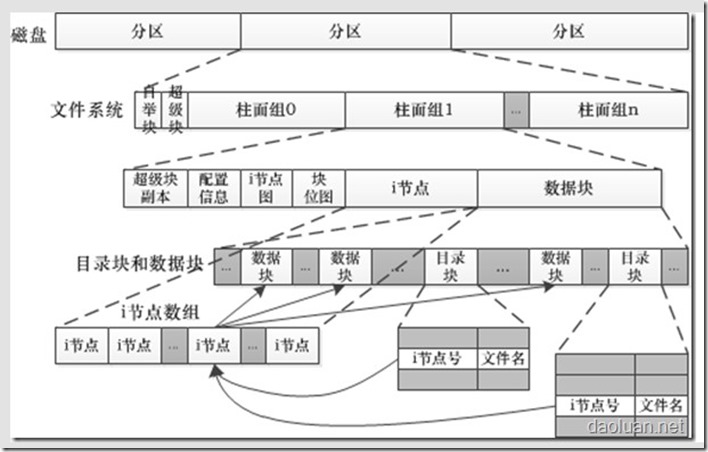 磁盘
分区 分区 分区
文件系统
自举块 超级块 柱面组0 柱面组1 ... 柱面组n
超级块副本 配置信息 i节点图 块位图 i节点 数据块
目录块和数据块
... 数据块 ... 数据块 ... 目录块 ... 数据块 ... 目录块 ...
i节点数组
i节点 i节点 ... i节点 ... i节点
i节点号 文件名
i节点号 文件名
daoluan.net